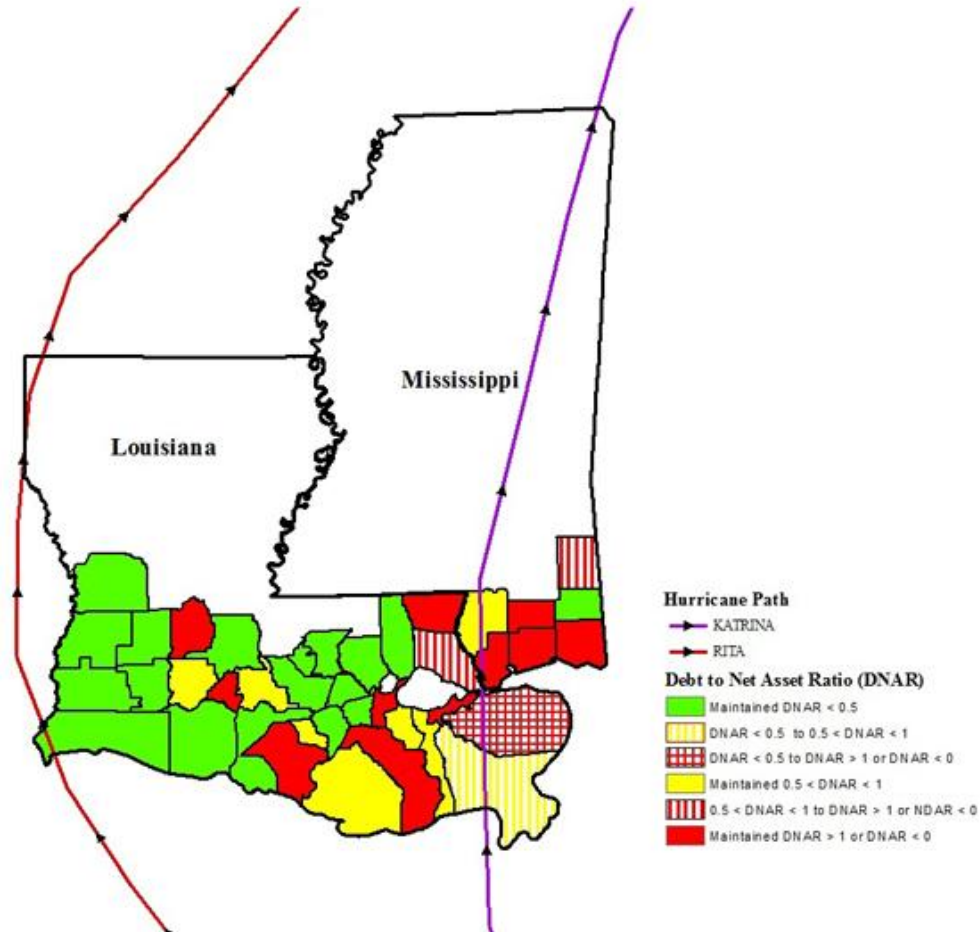 Mississippi
Louisiana
Hurricane Path
KATRINA
RITA
Debt to Net Asset Ratio (DNAR)
Maintained DNAR < 0.5
DNAR < 0.5 to 0.5 < DNAR < 1
DNAR < 0.5 to DNAR > 1 or DNAR < 0
Maintained 0.5 < DNAR < 1
0.5 < DNAR < 1 to DNAR > 1 or NDAR < 0
Maintained DNAR > 1 or DNAR < 0